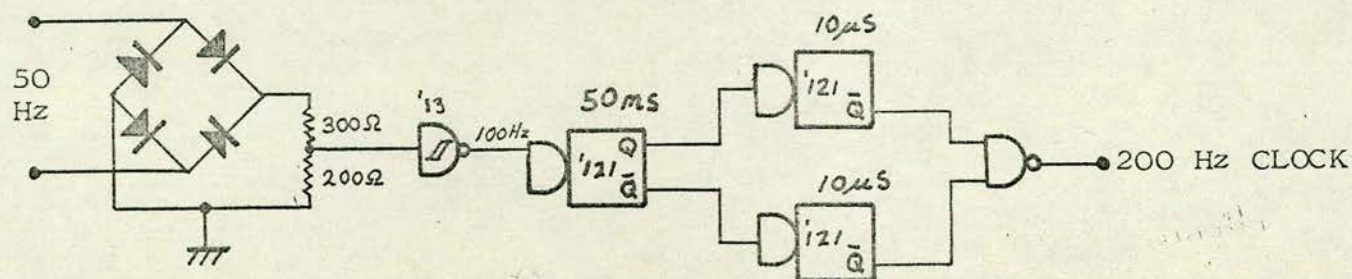 50
Hz
300Ω
200Ω
'13
100Hz
50ms
'121
Q
Q̅
10μS
'121
Q̅
10μS
'121
Q̅
200 Hz CLOCK